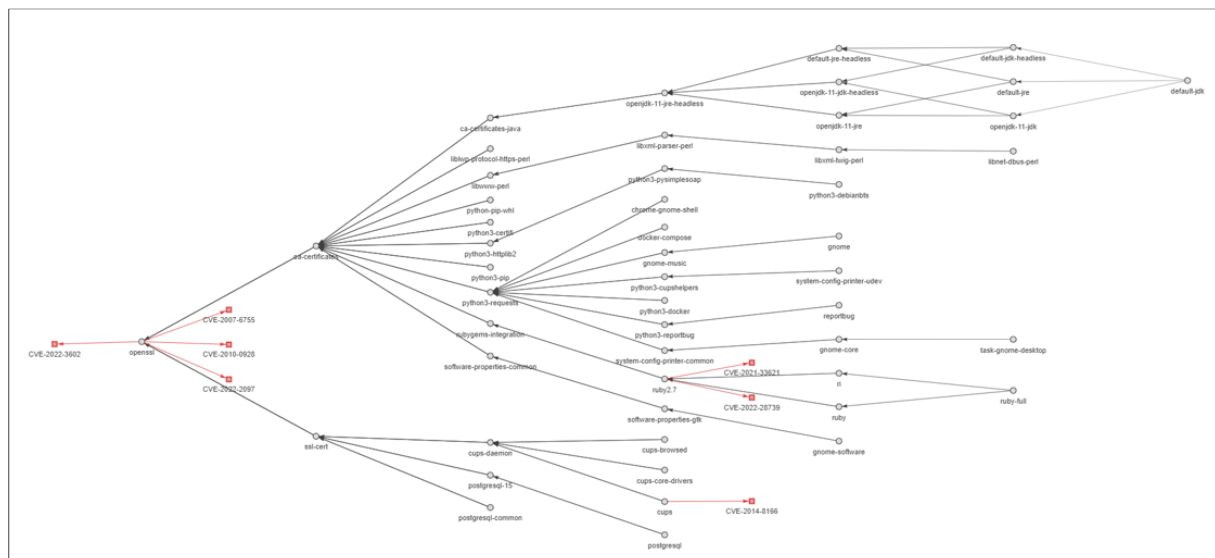 default-jre-headless
default-jdk-headless
default-jdk
openjdk-11-jre-headless
openjdk-11-jdk-headless
default-jre
ca-certificates-java
openjdk-11-jre
openjdk-11-jdk
liblwp-protocol-https-perl
libxml-parser-perl
libxml-twig-perl
libnet-dbus-perl
libwww-perl
python3-pysimplesoap
python3-debianbts
python-pip-whl
chrome-gnome-shell
python3-certifi
docker-compose
ca-certificates
python3-httplib2
gnome-music
gnome
python3-pip
python3-cupshelpers
system-config-printer-udev
python3-requests
python3-docker
CVE-2007-6755
reportbug
rubygems-integration
python3-reportbug
CVE-2022-3602
openssl
CVE-2010-0928
software-properties-common
system-config-printer-common
gnome-core
task-gnome-desktop
CVE-2022-2097
CVE-2021-33621
ruby2.7
ri
ruby-full
CVE-2022-28739
software-properties-gtk
ruby
ssl-cert
cups-daemon
cups-browsed
gnome-software
postgresql-15
cups-core-drivers
postgresql-common
cups
CVE-2014-8166
postgresql